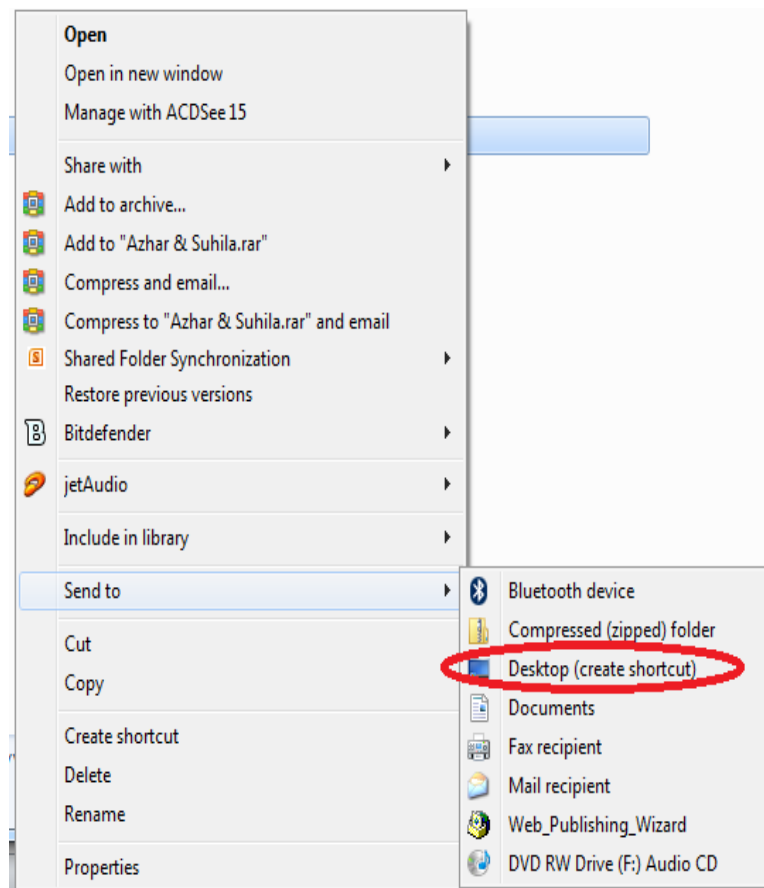 Open
Open in new window
Manage with ACDSee 15
Share with
Add to archive...
Add to "Azhar & Suhila.rar"
Compress and email...
Compress to "Azhar & Suhila.rar" and email
Shared Folder Synchronization
Restore previous versions
Bitdefender
jetAudio
Include in library
Send to
Cut
Copy
Create shortcut
Delete
Rename
Properties
Bluetooth device
Compressed (zipped) folder
Desktop (create shortcut)
Documents
Fax recipient
Mail recipient
Web_Publishing_Wizard
DVD RW Drive (F:) Audio CD